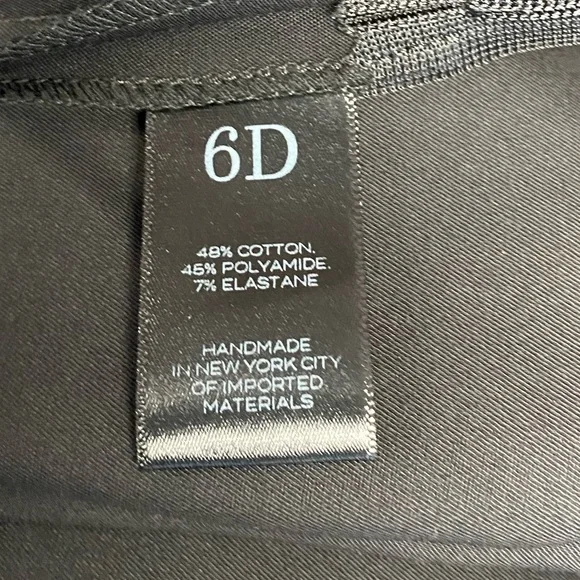 6D
48% COTTON.
45% POLYAMIDE.
7% ELASTANE
HANDMADE
IN NEW YORK CITY
OF IMPORTED
MATERIALS